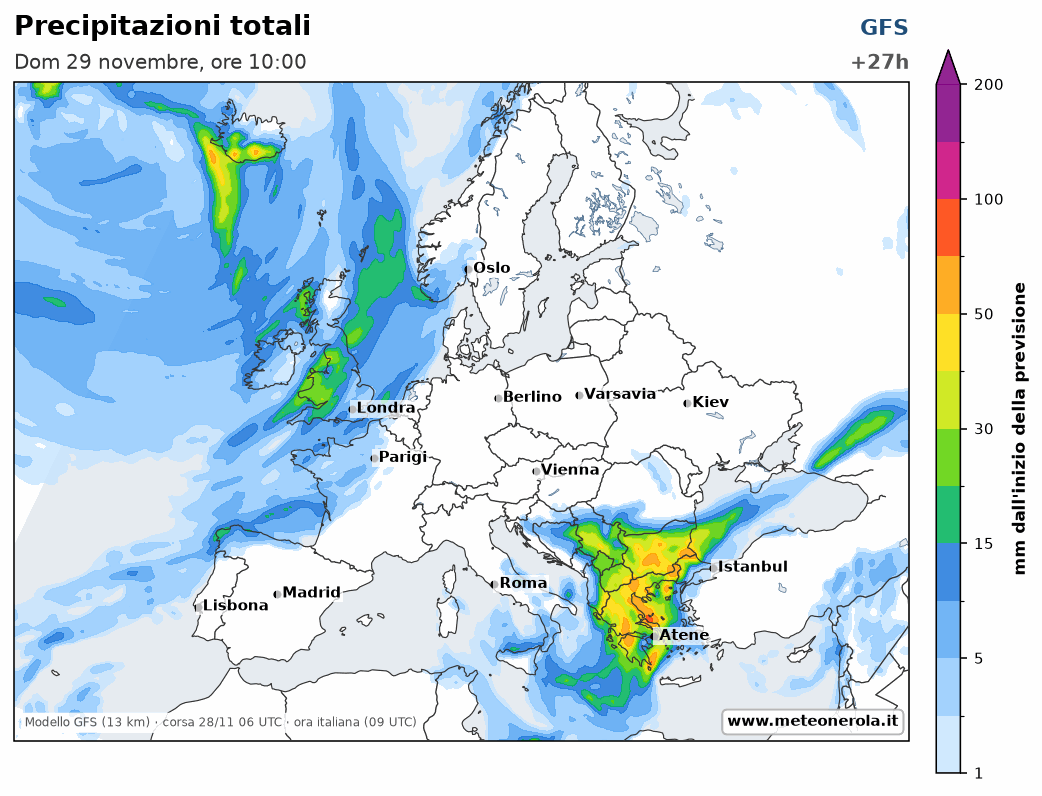 Precipitazioni totali
GFS
Dom 29 novembre, ore 10:00
+27h
200
100
50
30
15
5
1
mm dall'inizio della previsione
Oslo
Berlino
Varsavia
Kiev
Londra
Parigi
Vienna
Istanbul
Roma
Madrid
Lisbona
Atene
Modello GFS (13 km) · corsa 28/11 06 UTC · ora italiana (09 UTC)
www.meteonerola.it